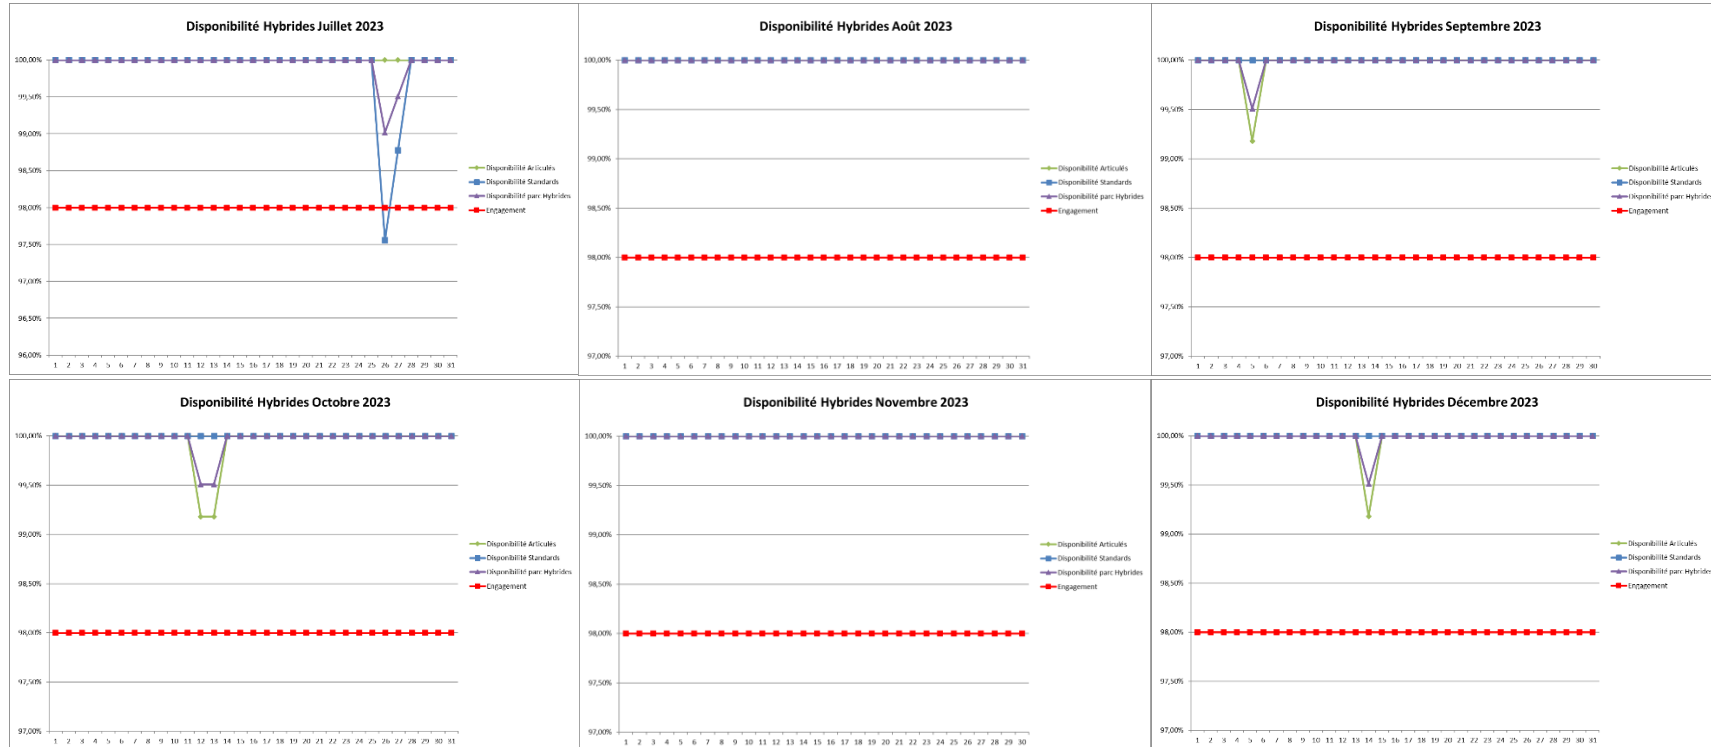 Disponibilité Hybrides Juillet 2023
100,00%
99,50%
99,00%
98,50%
98,00%
97,50%
97,00%
96,50%
96,00%
1 2 3 4 5 6 7 8 9 10 11 12 13 14 15 16 17 18 19 20 21 22 23 24 25 26 27 28 29 30 31
Disponibilité Articulés
Disponibilité Standards
Disponibilité parc Hybrides
Engagement
Disponibilité Hybrides Août 2023
100,00%
99,50%
99,00%
98,50%
98,00%
97,50%
97,00%
1 2 3 4 5 6 7 8 9 10 11 12 13 14 15 16 17 18 19 20 21 22 23 24 25 26 27 28 29 30 31
Disponibilité Articulés
Disponibilité Standards
Disponibilité parc Hybrides
Engagement
Disponibilité Hybrides Septembre 2023
100,00%
99,50%
99,00%
98,50%
98,00%
97,50%
97,00%
1 2 3 4 5 6 7 8 9 10 11 12 13 14 15 16 17 18 19 20 21 22 23 24 25 26 27 28 29 30
Disponibilité Articulés
Disponibilité Standards
Disponibilité parc Hybrides
Engagement
Disponibilité Hybrides Octobre 2023
100,00%
99,50%
99,00%
98,50%
98,00%
97,50%
97,00%
1 2 3 4 5 6 7 8 9 10 11 12 13 14 15 16 17 18 19 20 21 22 23 24 25 26 27 28 29 30 31
Disponibilité Articulés
Disponibilité Standards
Disponibilité parc Hybrides
Engagement
Disponibilité Hybrides Novembre 2023
100,00%
99,50%
99,00%
98,50%
98,00%
97,50%
97,00%
1 2 3 4 5 6 7 8 9 10 11 12 13 14 15 16 17 18 19 20 21 22 23 24 25 26 27 28 29 30
Disponibilité Articulés
Disponibilité Standards
Disponibilité parc Hybrides
Engagement
Disponibilité Hybrides Décembre 2023
100,00%
99,50%
99,00%
98,50%
98,00%
97,50%
97,00%
1 2 3 4 5 6 7 8 9 10 11 12 13 14 15 16 17 18 19 20 21 22 23 24 25 26 27 28 29 30 31
Disponibilité Articulés
Disponibilité Standards
Disponibilité parc Hybrides
Engagement